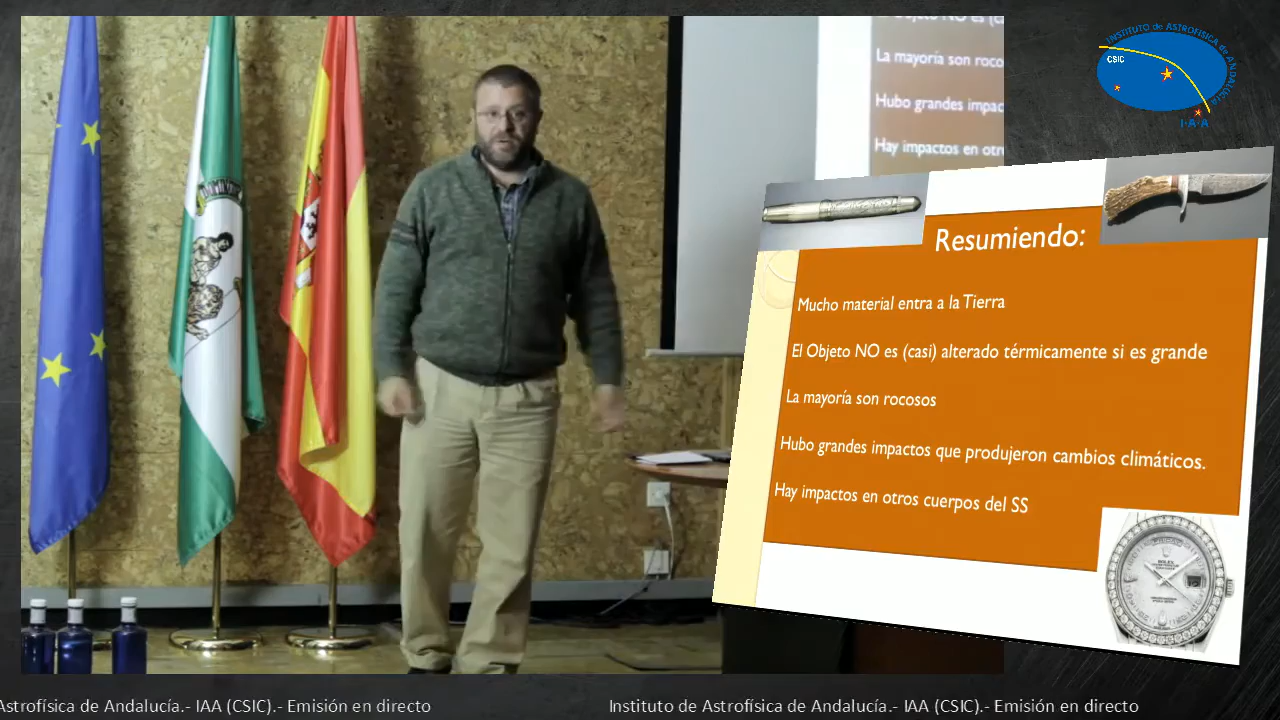 La mayoría son roco
Hubo grandes impac
Hay impactos en otr
INSTITUTO de ASTROFÍSICA de ANDALUCÍA
CSIC
I·A·A
Resumiendo:
Mucho material entra a la Tierra
El Objeto NO es (casi) alterado térmicamente si es grande
La mayoría son rocosos
Hubo grandes impactos que produjeron cambios climáticos.
Hay impactos en otros cuerpos del SS
ROLEX
Astrofísica de Andalucía.- IAA (CSIC).- Emisión en directo
Instituto de Astrofísica de Andalucía.- IAA (CSIC).- Emisión en directo